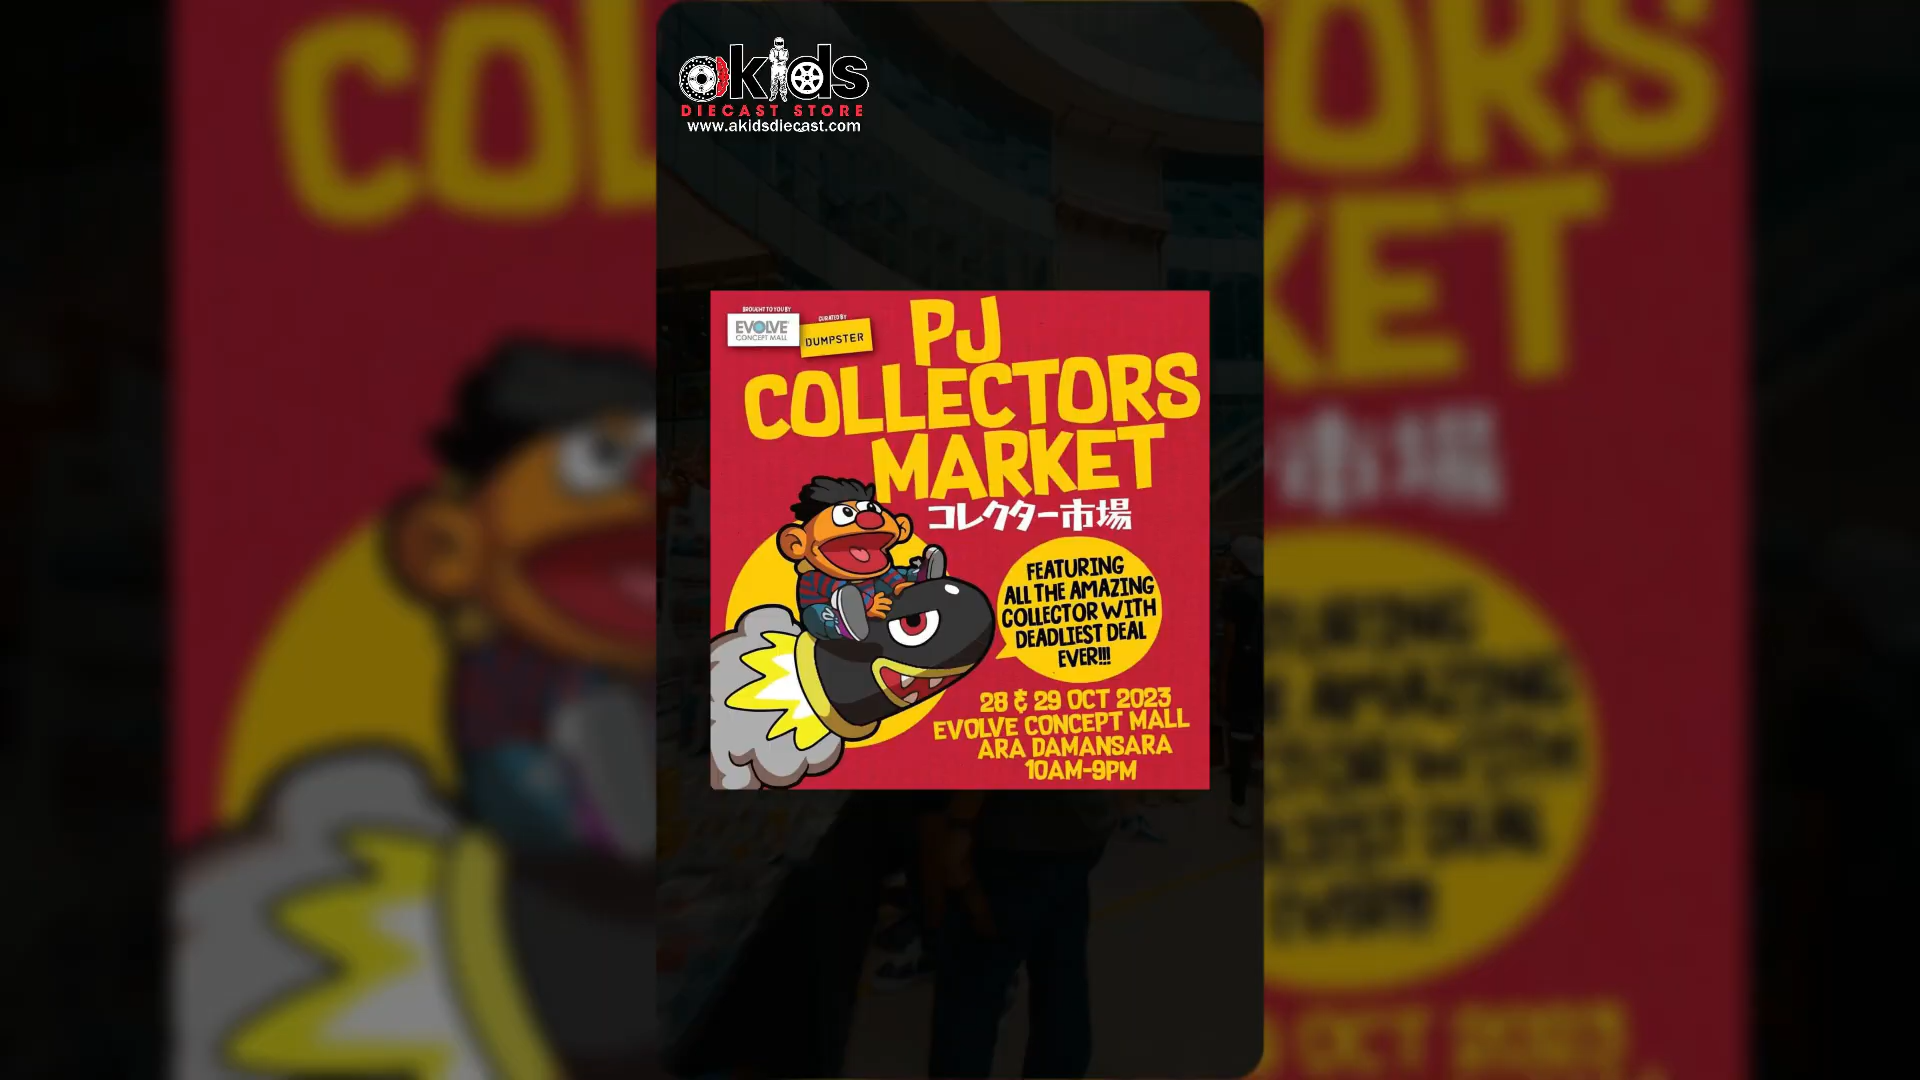 akids
DIECAST STORE
www.akidsdiecast.com
BROUGHT TO YOU BY
EVOLVE
CONCEPT MALL
CURATED BY
DUMPSTER
PJ
COLLECTORS
MARKET
コレクター市場
FEATURING
ALL THE AMAZING
COLLECTOR WITH
DEADLIEST DEAL
EVER!!!
28 & 29 OCT 2023
EVOLVE CONCEPT MALL
ARA DAMANSARA
10AM-9PM